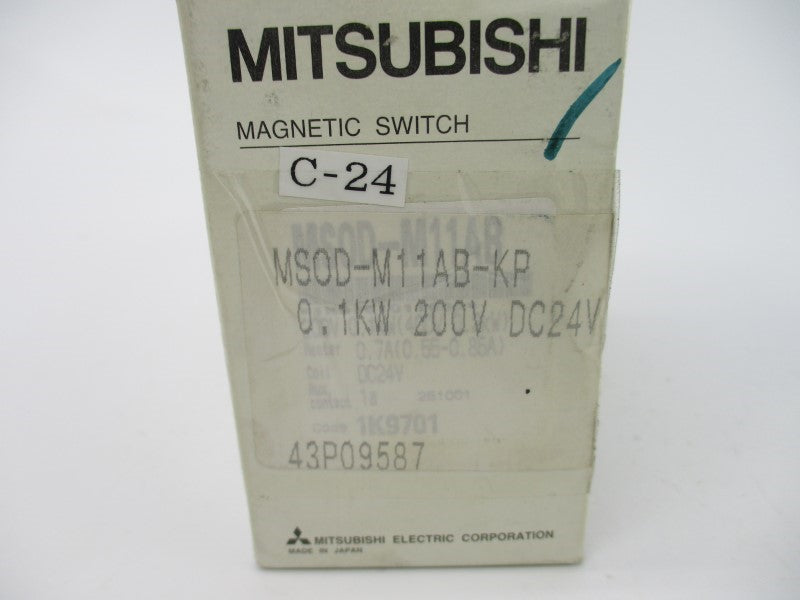 MITSUBISHI
MAGNETIC SWITCH
C-24
MSOD-M11AB
MSOD-M11AB-KP
0.1KW 200V DC24V
Heater 0.7A(0.55-0.85A)
Coil DC24V
Aux. contact 1a 261001
Code 1K9701
43P09587
MITSUBISHI ELECTRIC CORPORATION
MADE IN JAPAN